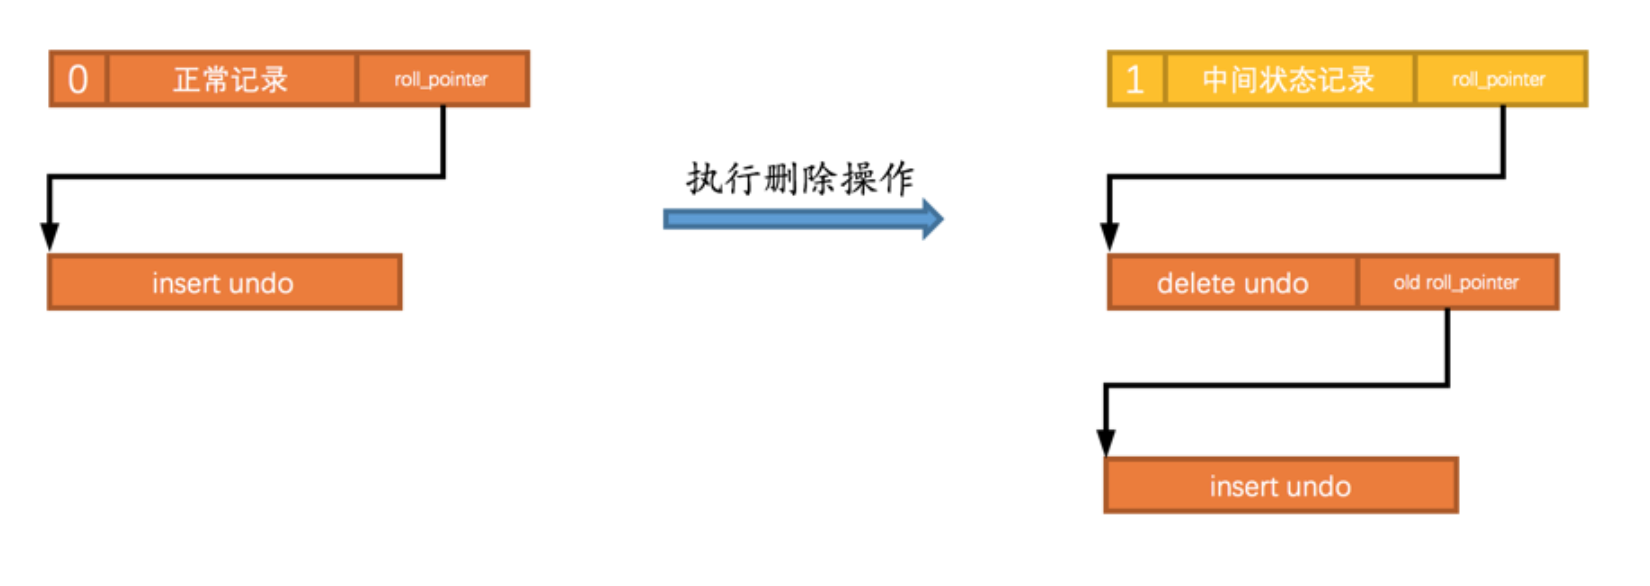 0 正常记录 roll_pointer
insert undo
执行删除操作
1 中间状态记录 roll_pointer
delete undo old roll_pointer
insert undo